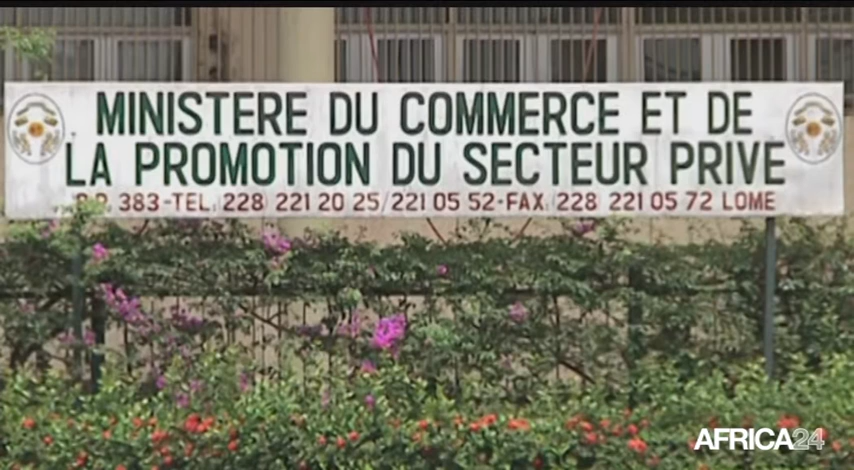 MINISTERE DU COMMERCE ET DE
LA PROMOTION DU SECTEUR PRIVE
B.P. 383-TEL. 228 221 20 25/221 05 52-FAX. 228 221 05 72 LOME
AFRICA24